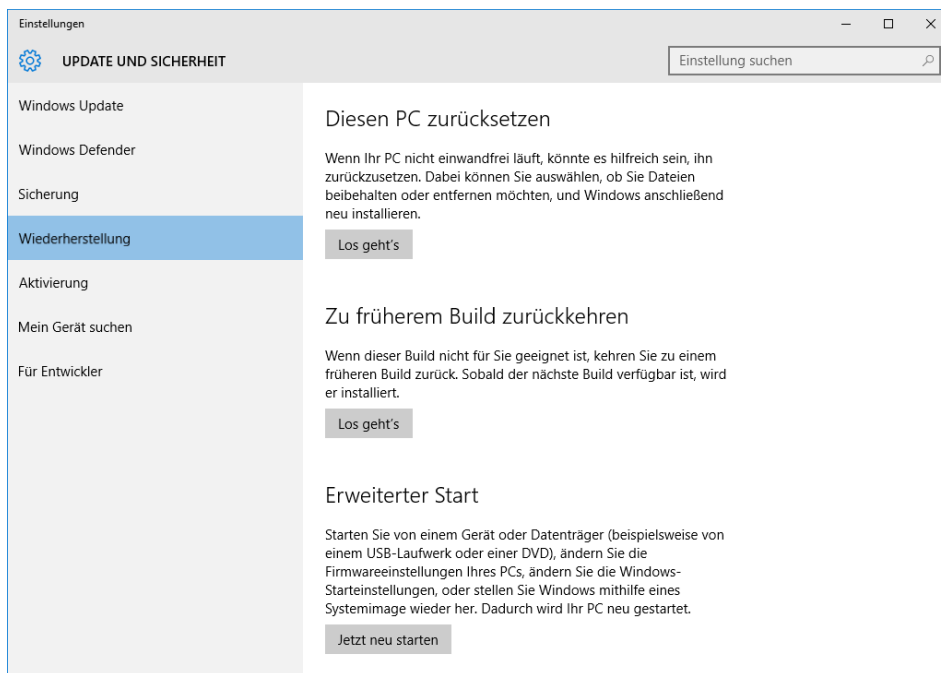 Einstellungen
UPDATE UND SICHERHEIT
Einstellung suchen
Windows Update
Windows Defender
Sicherung
Wiederherstellung
Aktivierung
Mein Gerät suchen
Für Entwickler
Diesen PC zurücksetzen
Wenn Ihr PC nicht einwandfrei läuft, könnte es hilfreich sein, ihn
zurückzusetzen. Dabei können Sie auswählen, ob Sie Dateien
beibehalten oder entfernen möchten, und Windows anschließend
neu installieren.
Los geht's
Zu früherem Build zurückkehren
Wenn dieser Build nicht für Sie geeignet ist, kehren Sie zu einem
früheren Build zurück. Sobald der nächste Build verfügbar ist, wird
er installiert.
Los geht's
Erweiterter Start
Starten Sie von einem Gerät oder Datenträger (beispielsweise von
einem USB-Laufwerk oder einer DVD), ändern Sie die
Firmwareeinstellungen Ihres PCs, ändern Sie die Windows-
Starteinstellungen, oder stellen Sie Windows mithilfe eines
Systemimage wieder her. Dadurch wird Ihr PC neu gestartet.
Jetzt neu starten